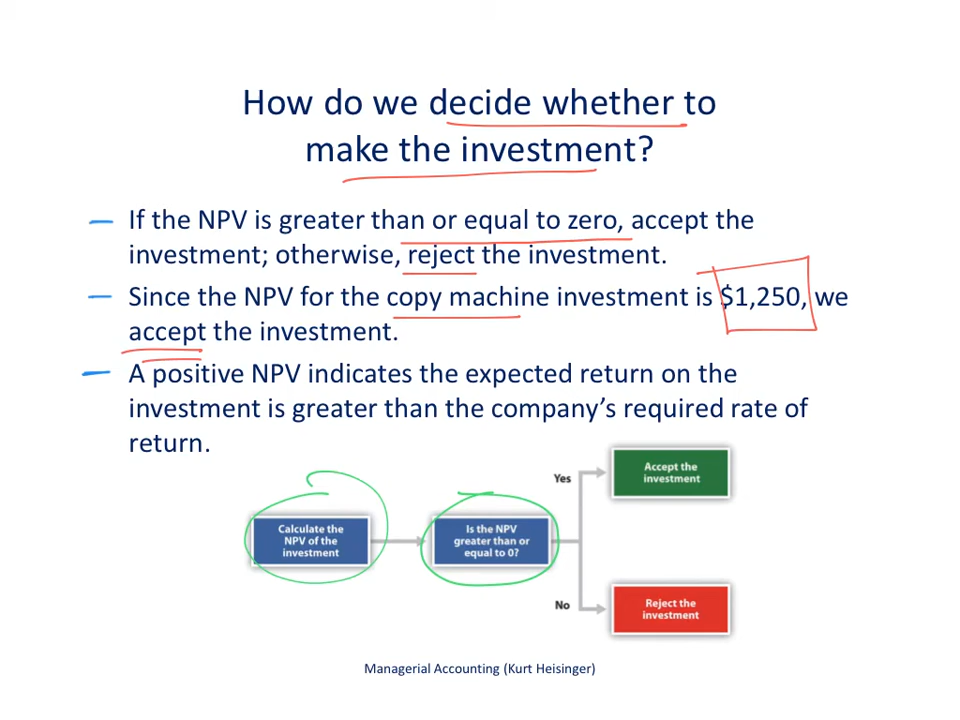 How do we decide whether to
make the investment?
If the NPV is greater than or equal to zero, accept the
investment; otherwise, reject the investment.
Since the NPV for the copy machine investment is $1,250, we
accept the investment.
A positive NPV indicates the expected return on the
investment is greater than the company's required rate of
return.
Calculate the
NPV of the
investment
Is the NPV
greater than or
equal to 0?
Yes
Accept the
investment
No
Reject the
investment
Managerial Accounting (Kurt Heisinger)